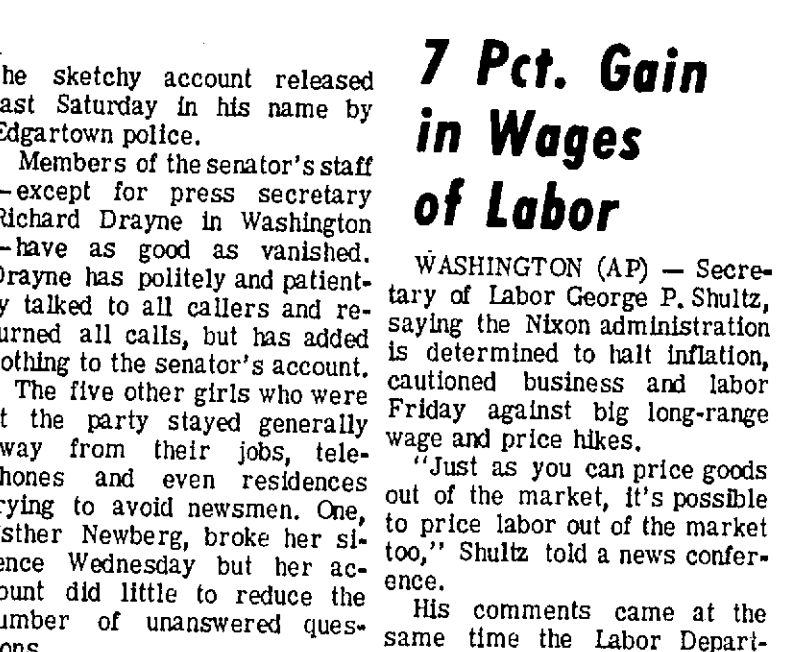 he sketchy account released
ast Saturday in his name by
Edgartown police.
Members of the senator's staff
—except for press secretary
Richard Drayne in Washington
—have as good as vanished.
Drayne has politely and patient-
y talked to all callers and re-
urned all calls, but has added
othing to the senator's account.
The five other girls who were
t the party stayed generally
way from their jobs, tele-
hones and even residences
rying to avoid newsmen. One,
sther Newberg, broke her si-
ence Wednesday but her ac-
ount did little to reduce the
umber of unanswered ques-
ons.
7 Pct. Gain
in Wages
of Labor
WASHINGTON (AP) — Secre-
tary of Labor George P. Shultz,
saying the Nixon administration
is determined to halt inflation,
cautioned business and labor
Friday against big long-range
wage and price hikes.
"Just as you can price goods
out of the market, it's possible
to price labor out of the market
too," Shultz told a news confer-
ence.
His comments came at the
same time the Labor Depart-